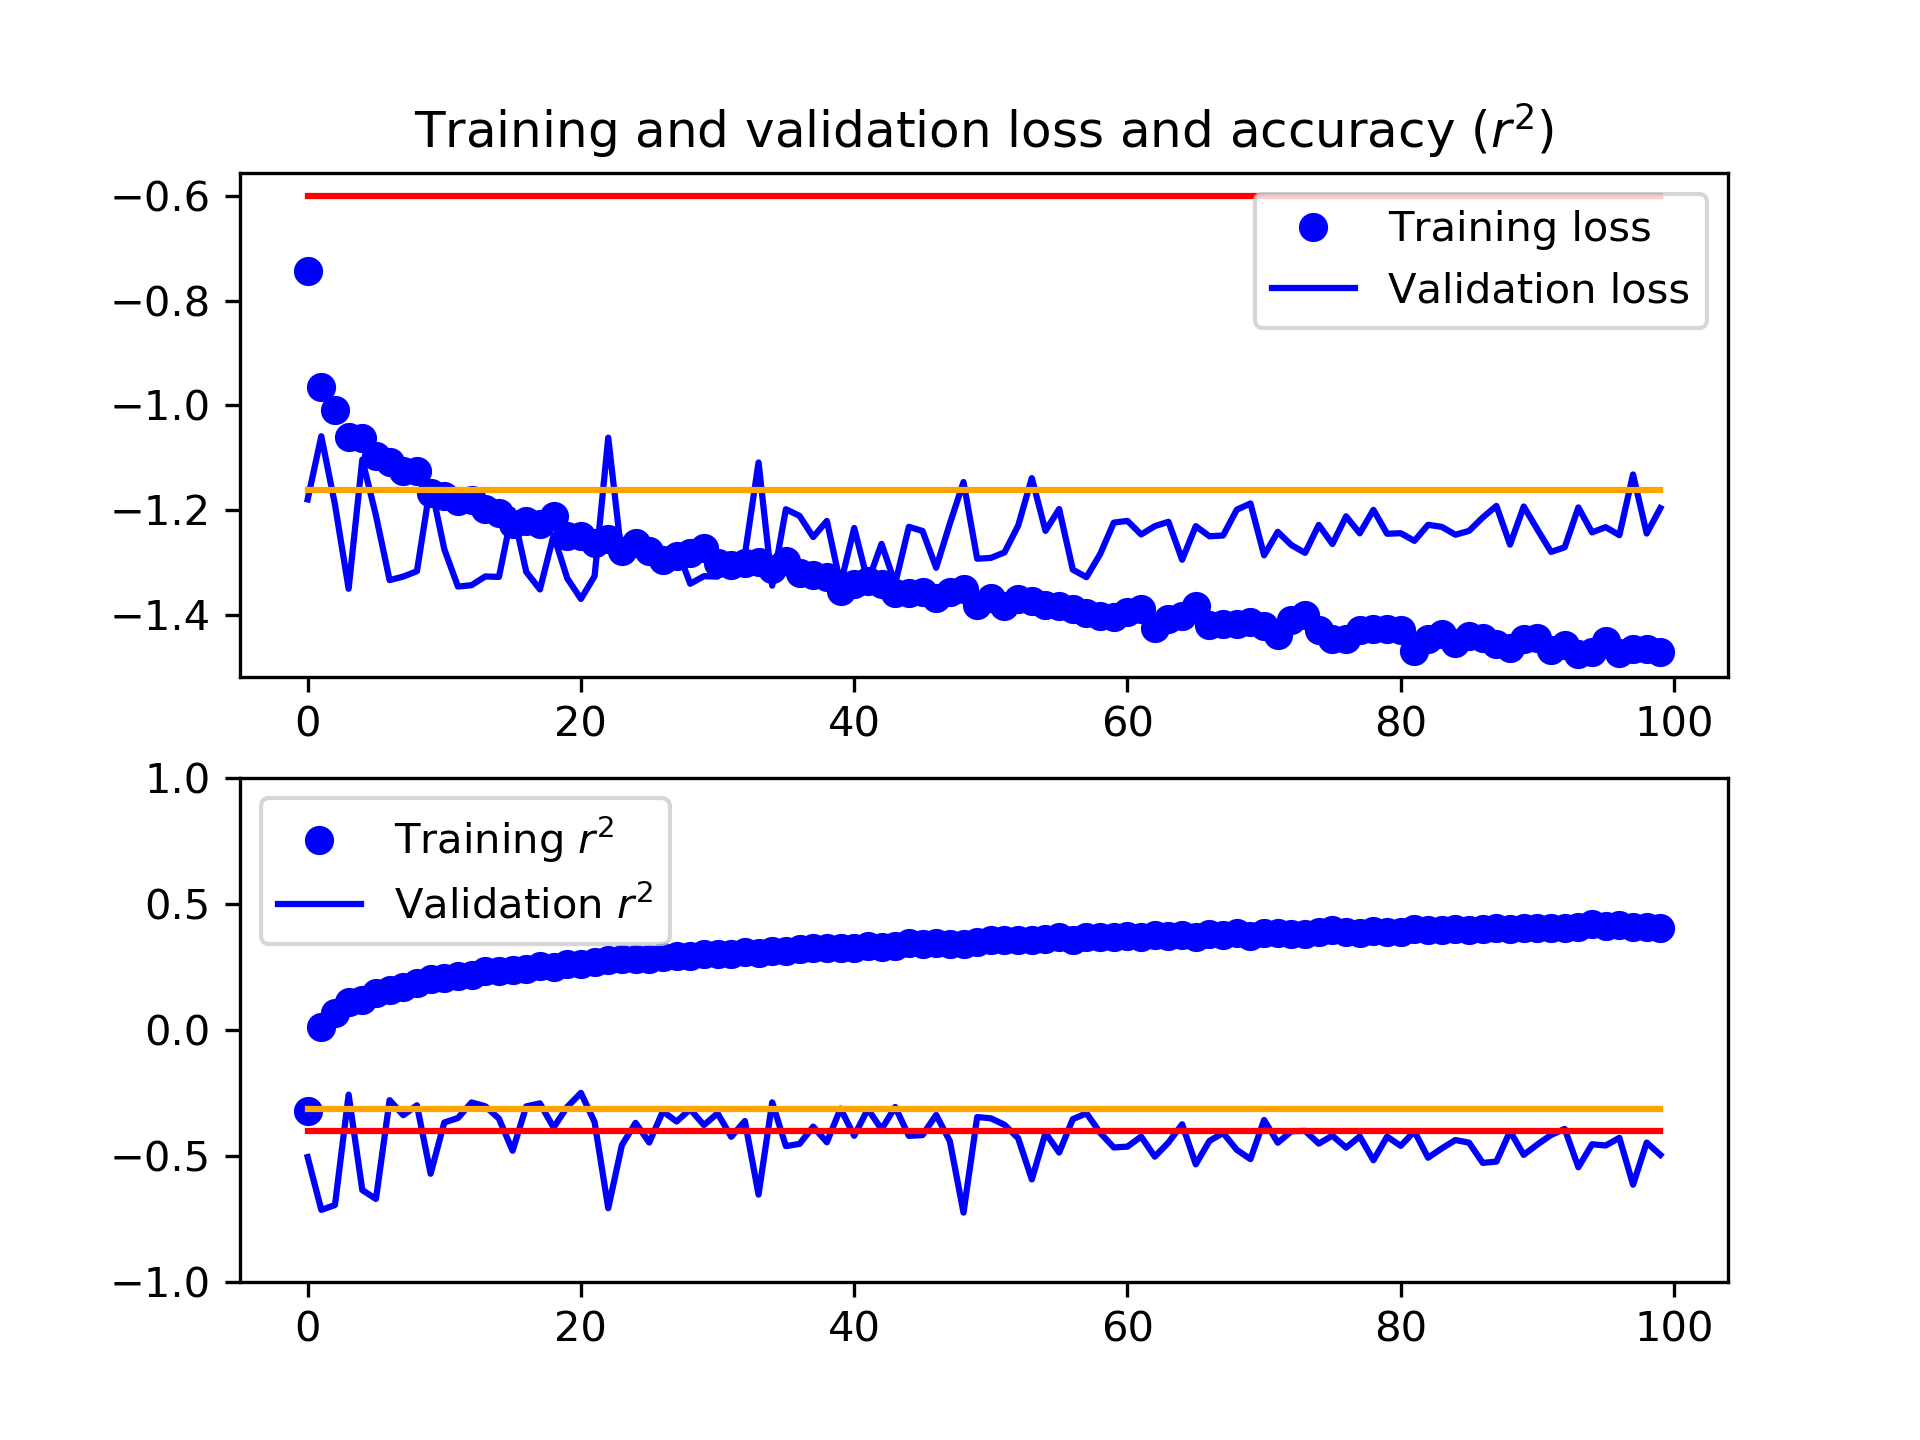 Training and validation loss and accuracy (r²)
−0.6
−0.8
−1.0
−1.2
−1.4
Training loss
Validation loss
0 20 40 60 80 100
1.0
0.5
0.0
−0.5
−1.0
Training r²
Validation r²
0 20 40 60 80 100